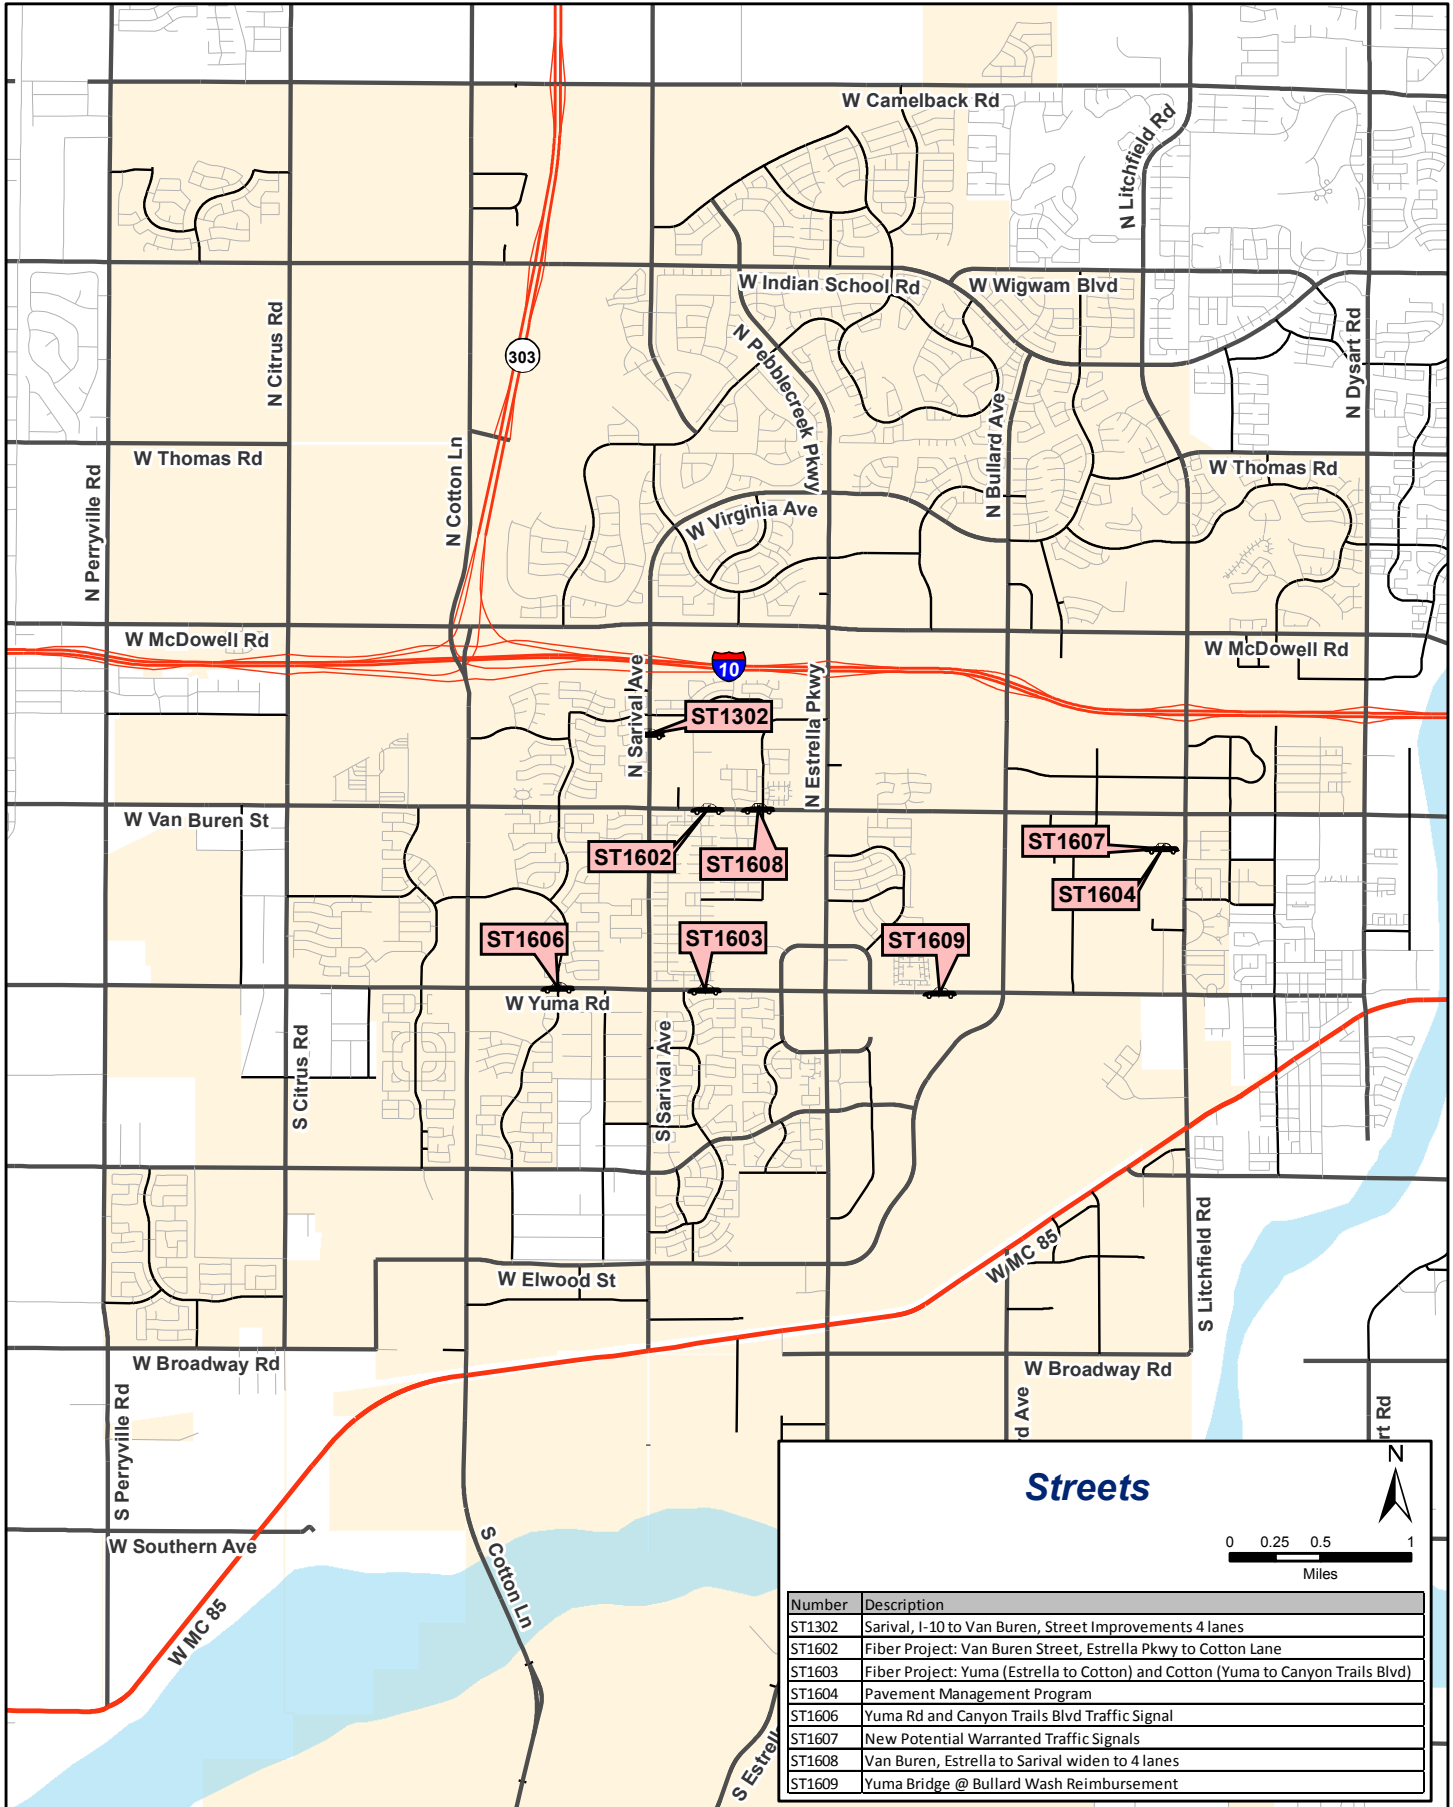 W Camelback Rd
N Litchfield Rd
W Indian School Rd
W Wigwam Blvd
N Citrus Rd
303
N Pebblecreek Pkwy
N Dysart Rd
N Bullard Ave
W Thomas Rd
N Cotton Ln
W Thomas Rd
N Perryville Rd
W Virginia Ave
W McDowell Rd
W McDowell Rd
10
N Sarival Ave
N Estrella Pkwy
ST1302
W Van Buren St
ST1602
ST1608
ST1607
ST1604
ST1606
ST1603
ST1609
W Yuma Rd
S Citrus Rd
S Sarival Ave
S Litchfield Rd
W MC 85
W Elwood St
W Broadway Rd
W Broadway Rd
S Perryville Rd
rd Ave
rt Rd
W Southern Ave
S Cotton Ln
W MC 85
S Estrell
Streets
N
0 0.25 0.5 1
Miles
Number Description
ST1302 Sarival, I-10 to Van Buren, Street Improvements 4 lanes
ST1602 Fiber Project: Van Buren Street, Estrella Pkwy to Cotton Lane
ST1603 Fiber Project: Yuma (Estrella to Cotton) and Cotton (Yuma to Canyon Trails Blvd)
ST1604 Pavement Management Program
ST1606 Yuma Rd and Canyon Trails Blvd Traffic Signal
ST1607 New Potential Warranted Traffic Signals
ST1608 Van Buren, Estrella to Sarival widen to 4 lanes
ST1609 Yuma Bridge @ Bullard Wash Reimbursement